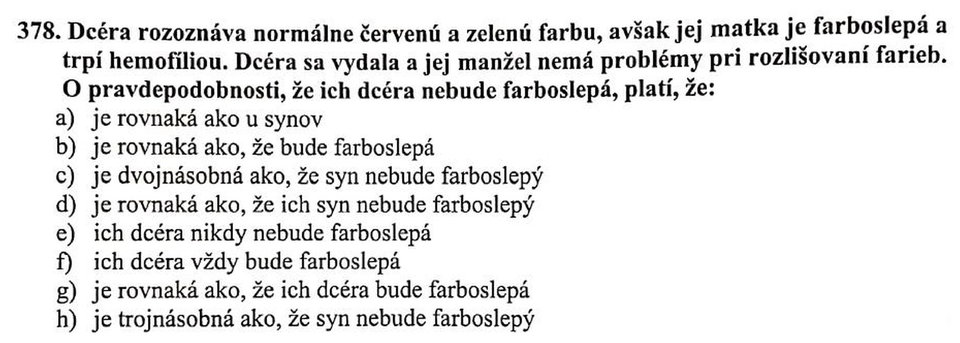 378. Dcéra rozoznáva normálne červenú a zelenú farbu, avšak jej matka je farboslepá a
trpí hemofíliou. Dcéra sa vydala a jej manžel nemá problémy pri rozlišovaní farieb.
O pravdepodobnosti, že ich dcéra nebude farboslepá, platí, že:
a) je rovnaká ako u synov
b) je rovnaká ako, že bude farboslepá
c) je dvojnásobná ako, že syn nebude farboslepý
d) je rovnaká ako, že ich syn nebude farboslepý
e) ich dcéra nikdy nebude farboslepá
f) ich dcéra vždy bude farboslepá
g) je rovnaká ako, že ich dcéra bude farboslepá
h) je trojnásobná ako, že syn nebude farboslepý